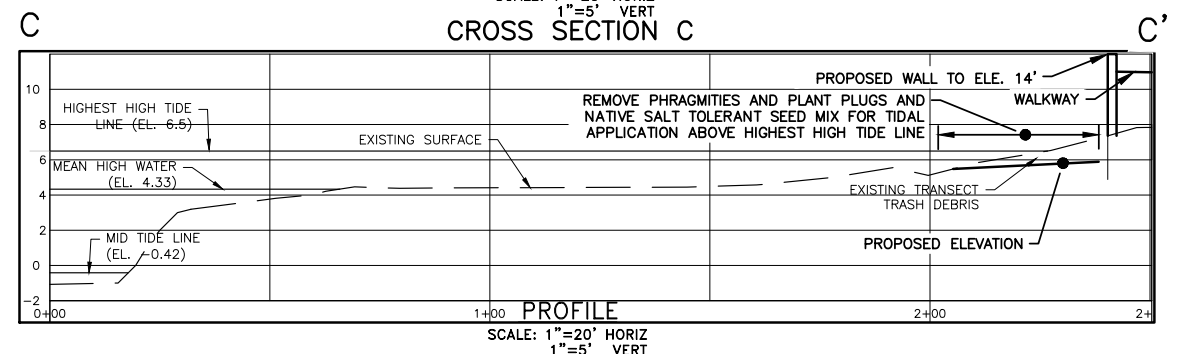 1"=5' VERT
C
CROSS SECTION C
C'
PROPOSED WALL TO ELE. 14'
10
REMOVE PHRAGMITIES AND PLANT PLUGS AND
NATIVE SALT TOLERANT SEED MIX FOR TIDAL
APPLICATION ABOVE HIGHEST HIGH TIDE LINE
WALKWAY
HIGHEST HIGH TIDE
LINE (EL. 6.5)
8
EXISTING SURFACE
6
MEAN HIGH WATER
(EL. 4.33)
EXISTING TRANSECT
TRASH DEBRIS
4
2
MID TIDE LINE
(EL. -0.42)
PROPOSED ELEVATION
0
-2
0+00
1+00
PROFILE
2+00
2+
SCALE: 1"=20' HORIZ
1"=5' VERT